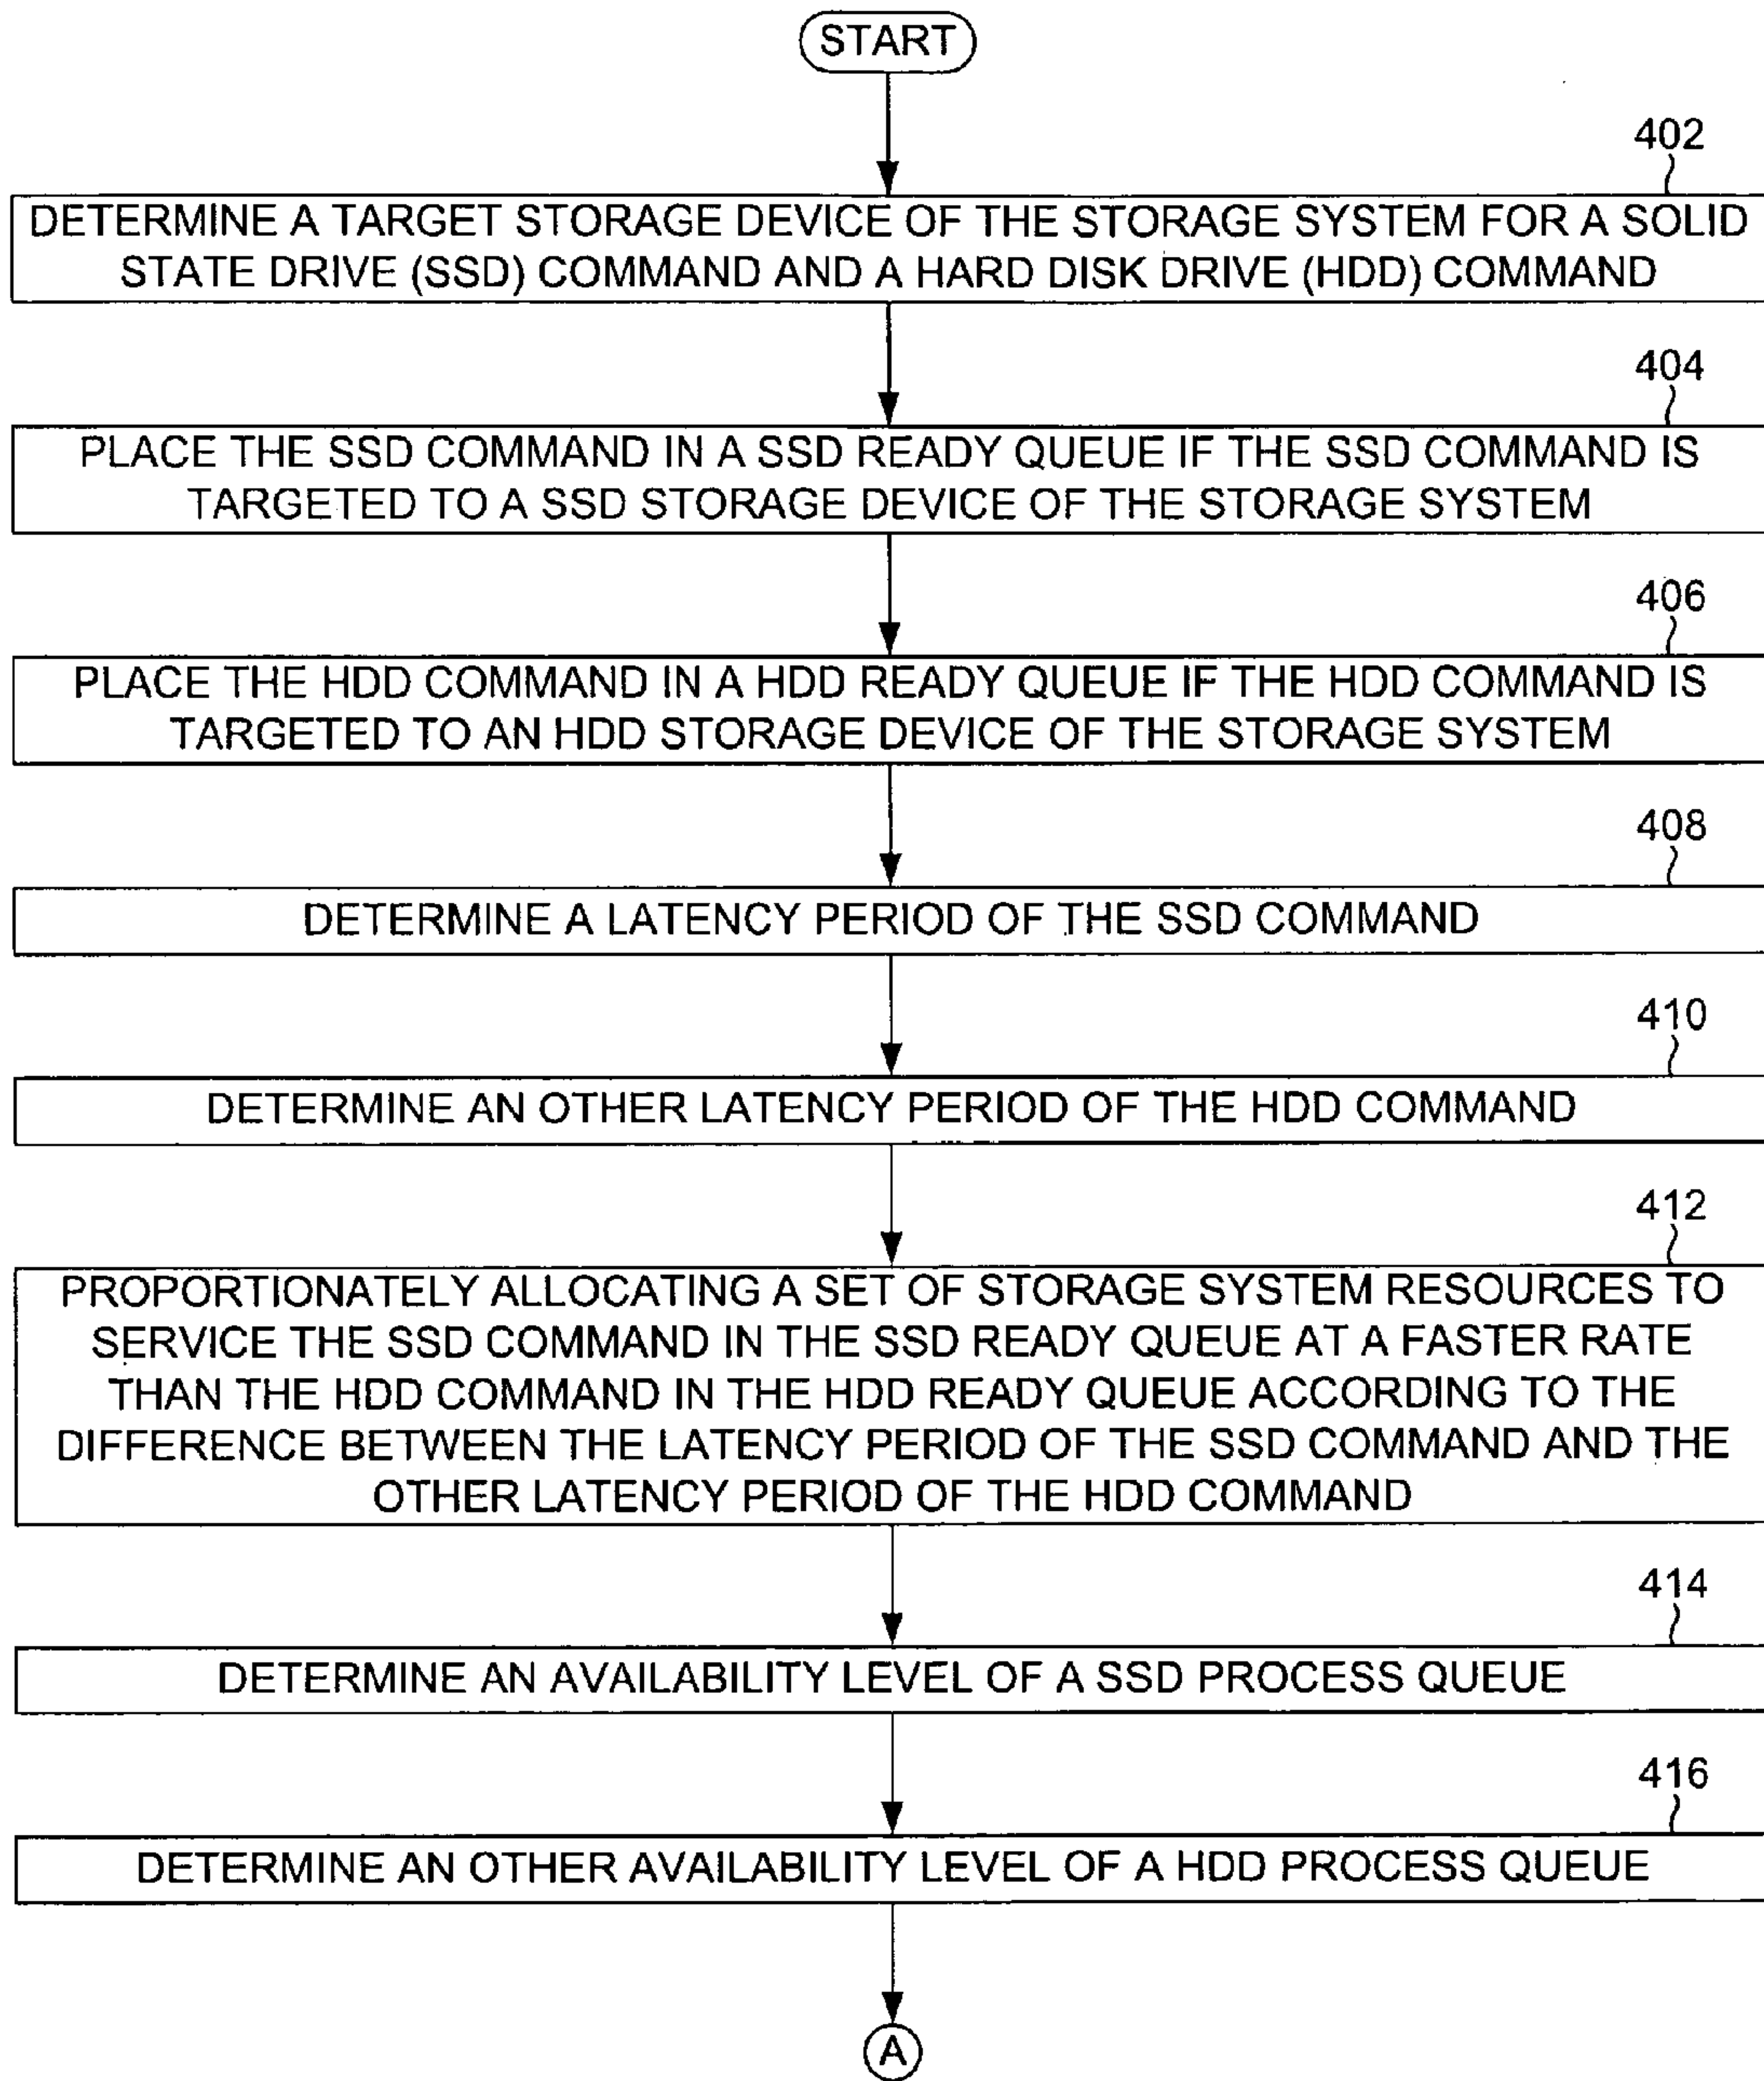 START
402
DETERMINE A TARGET STORAGE DEVICE OF THE STORAGE SYSTEM FOR A SOLID
STATE DRIVE (SSD) COMMAND AND A HARD DISK DRIVE (HDD) COMMAND
404
PLACE THE SSD COMMAND IN A SSD READY QUEUE IF THE SSD COMMAND IS
TARGETED TO A SSD STORAGE DEVICE OF THE STORAGE SYSTEM
406
PLACE THE HDD COMMAND IN A HDD READY QUEUE IF THE HDD COMMAND IS
TARGETED TO AN HDD STORAGE DEVICE OF THE STORAGE SYSTEM
408
DETERMINE A LATENCY PERIOD OF THE SSD COMMAND
410
DETERMINE AN OTHER LATENCY PERIOD OF THE HDD COMMAND
412
PROPORTIONATELY ALLOCATING A SET OF STORAGE SYSTEM RESOURCES TO
SERVICE THE SSD COMMAND IN THE SSD READY QUEUE AT A FASTER RATE
THAN THE HDD COMMAND IN THE HDD READY QUEUE ACCORDING TO THE
DIFFERENCE BETWEEN THE LATENCY PERIOD OF THE SSD COMMAND AND THE
OTHER LATENCY PERIOD OF THE HDD COMMAND
414
DETERMINE AN AVAILABILITY LEVEL OF A SSD PROCESS QUEUE
416
DETERMINE AN OTHER AVAILABILITY LEVEL OF A HDD PROCESS QUEUE
A